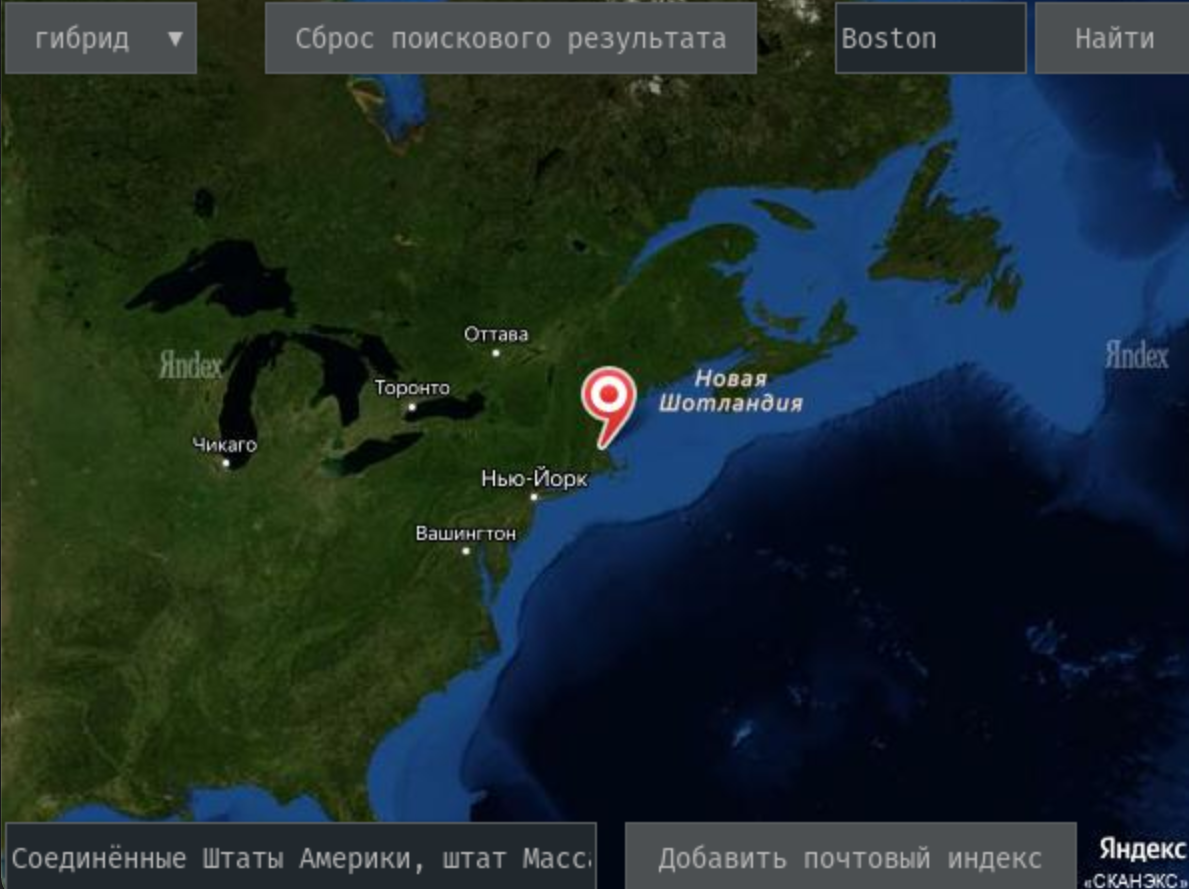 гибрид ▼
Сброс поискового результата
Boston
Найти
Оттава
Яndex
Яndex
Новая
Шотландия
Торонто
Чикаго
Нью-Йорк
Вашингтон
Соединённые Штаты Америки, штат Масс
Добавить почтовый индекс
Яндекс
«СКАНЭКС»